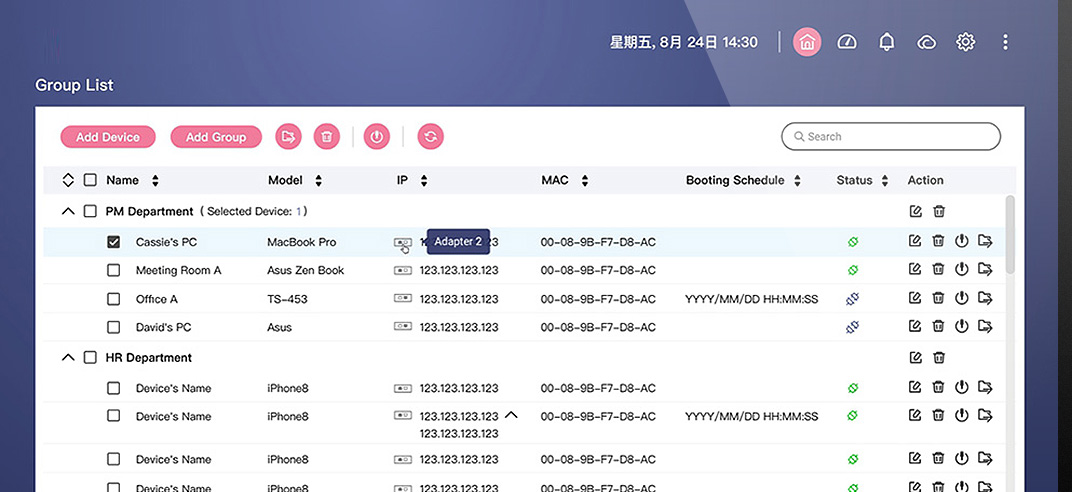 星期五, 8月 24日 14:30
Group List
Add Device Add Group Search
Name Model IP MAC Booting Schedule Status Action
PM Department ( Selected Device: 1 )
Cassie's PC MacBook Pro Adapter 2 00-08-9B-F7-D8-AC
Meeting Room A Asus Zen Book 123.123.123.123 00-08-9B-F7-D8-AC
Office A TS-453 123.123.123.123 00-08-9B-F7-D8-AC YYYY/MM/DD HH:MM:SS
David's PC Asus 123.123.123.123 00-08-9B-F7-D8-AC
HR Department
Device's Name iPhone8 123.123.123.123 00-08-9B-F7-D8-AC
Device's Name iPhone8 123.123.123.123 00-08-9B-F7-D8-AC YYYY/MM/DD HH:MM:SS
123.123.123.123
Device's Name iPhone8 123.123.123.123 00-08-9B-F7-D8-AC
Device's Name iPhone8 123.123.123.123 00-08-9B-F7-D8-AC